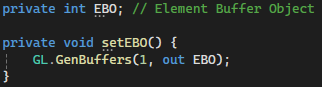 private int EBO; // Element Buffer Object
private void setEBO() {
GL.GenBuffers(1, out EBO);
}